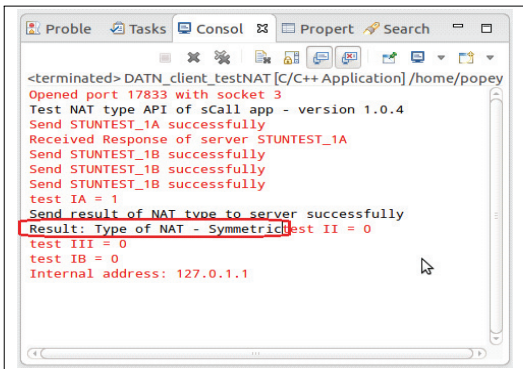 Proble Tasks Consol Propert Search
<terminated> DATN_client_testNAT [C/C++ Application] /home/popey
Opened port 17833 with socket 3
Test NAT type API of sCall app - version 1.0.4
Send STUNTEST_1A successfully
Received Response of server STUNTEST_1A
Send STUNTEST_1B successfully
Send STUNTEST_1B successfully
Send STUNTEST_1B successfully
test IA = 1
Send result of NAT type to server successfully
Result: Type of NAT - Symmetrictest II = 0
test III = 0
test IB = 0
Internal address: 127.0.1.1